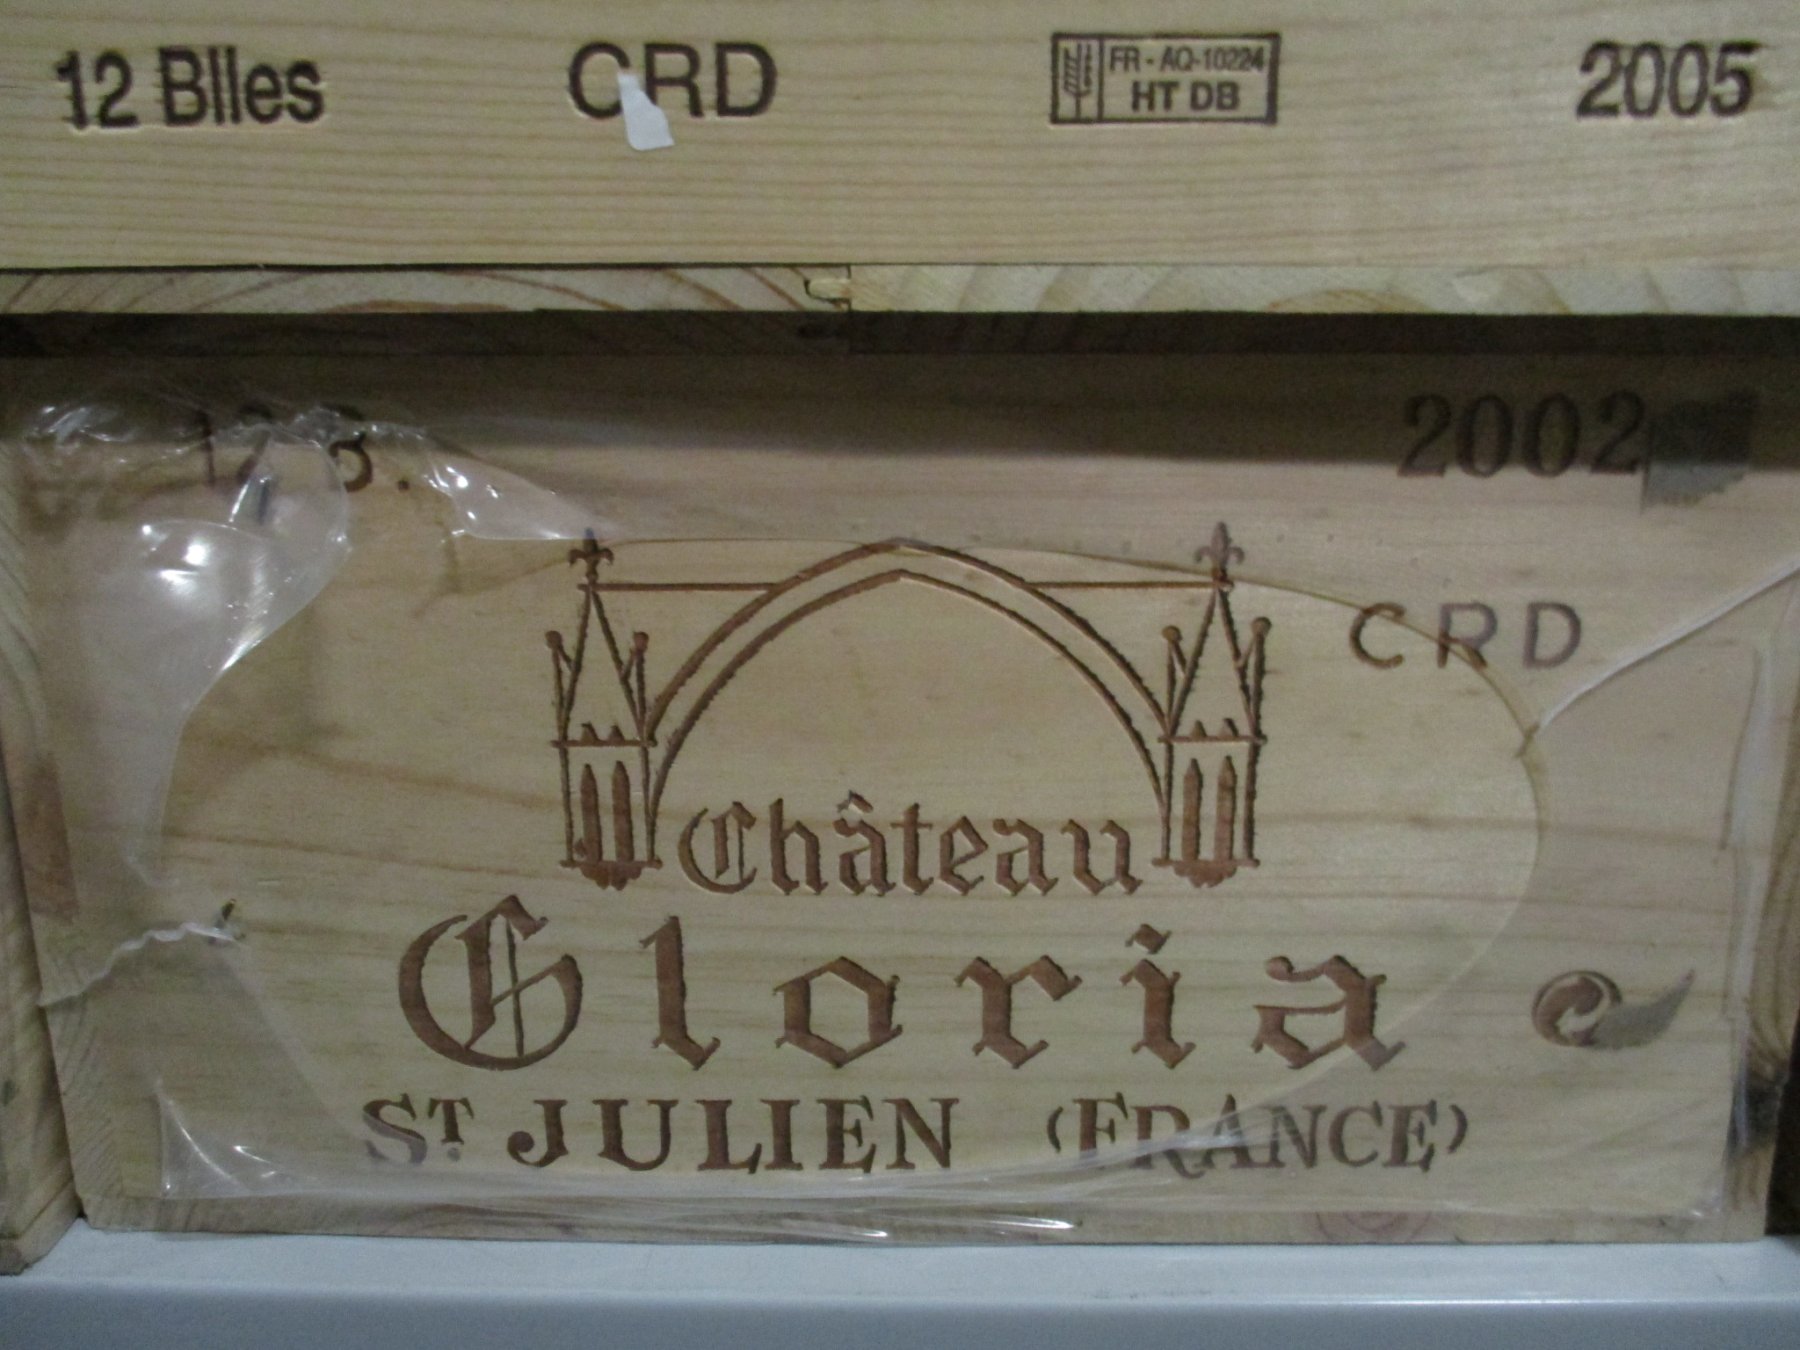 12 Blles CRD FR - AQ-10224 2005
HT DB
2002
CRD
Château
Gloria
ST. JULIEN (FRANCE)